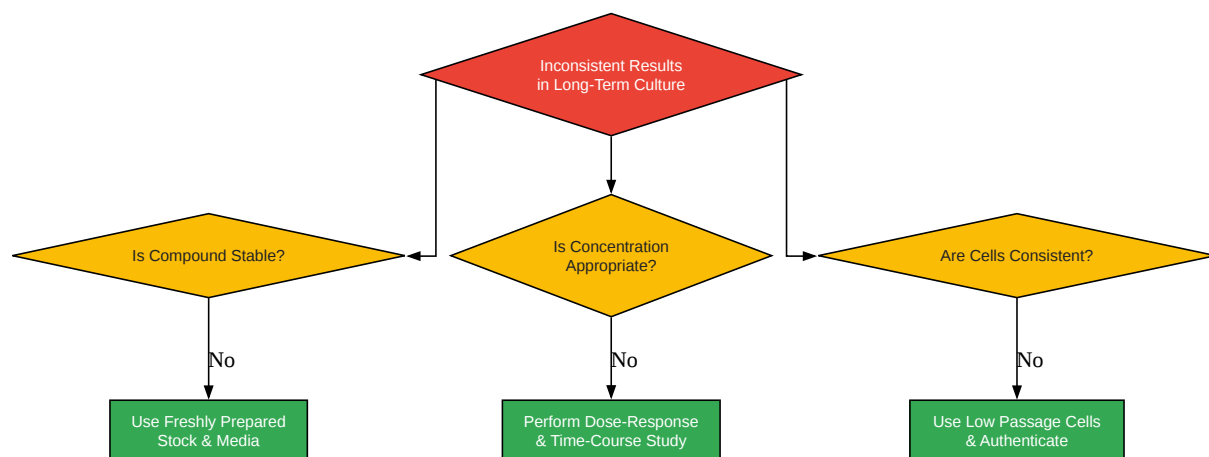 Inconsistent Results
in Long-Term Culture
Is Compound Stable?
Is Concentration
Appropriate?
Are Cells Consistent?
No
No
No
Use Freshly Prepared
Stock & Media
Perform Dose-Response
& Time-Course Study
Use Low Passage Cells
& Authenticate